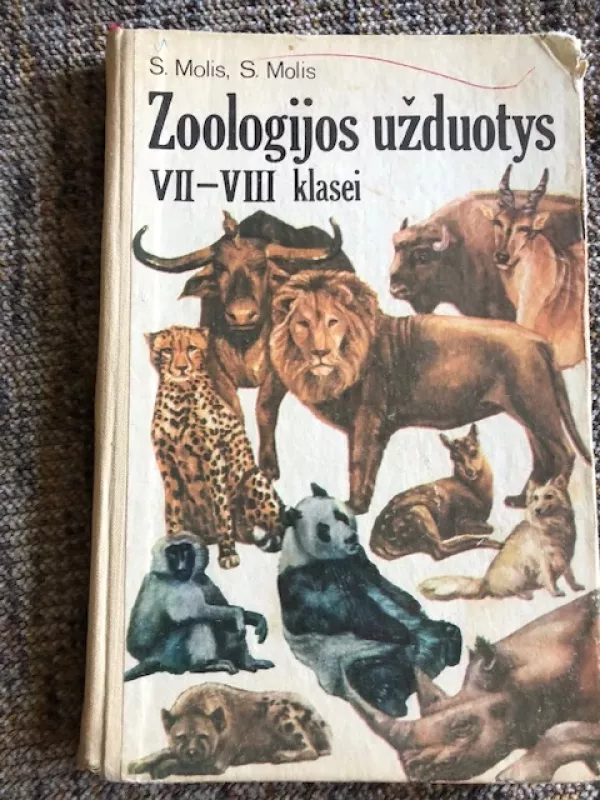 S. Molis, S. Molis
Zoologijos užduotys
VII–VIII klasei